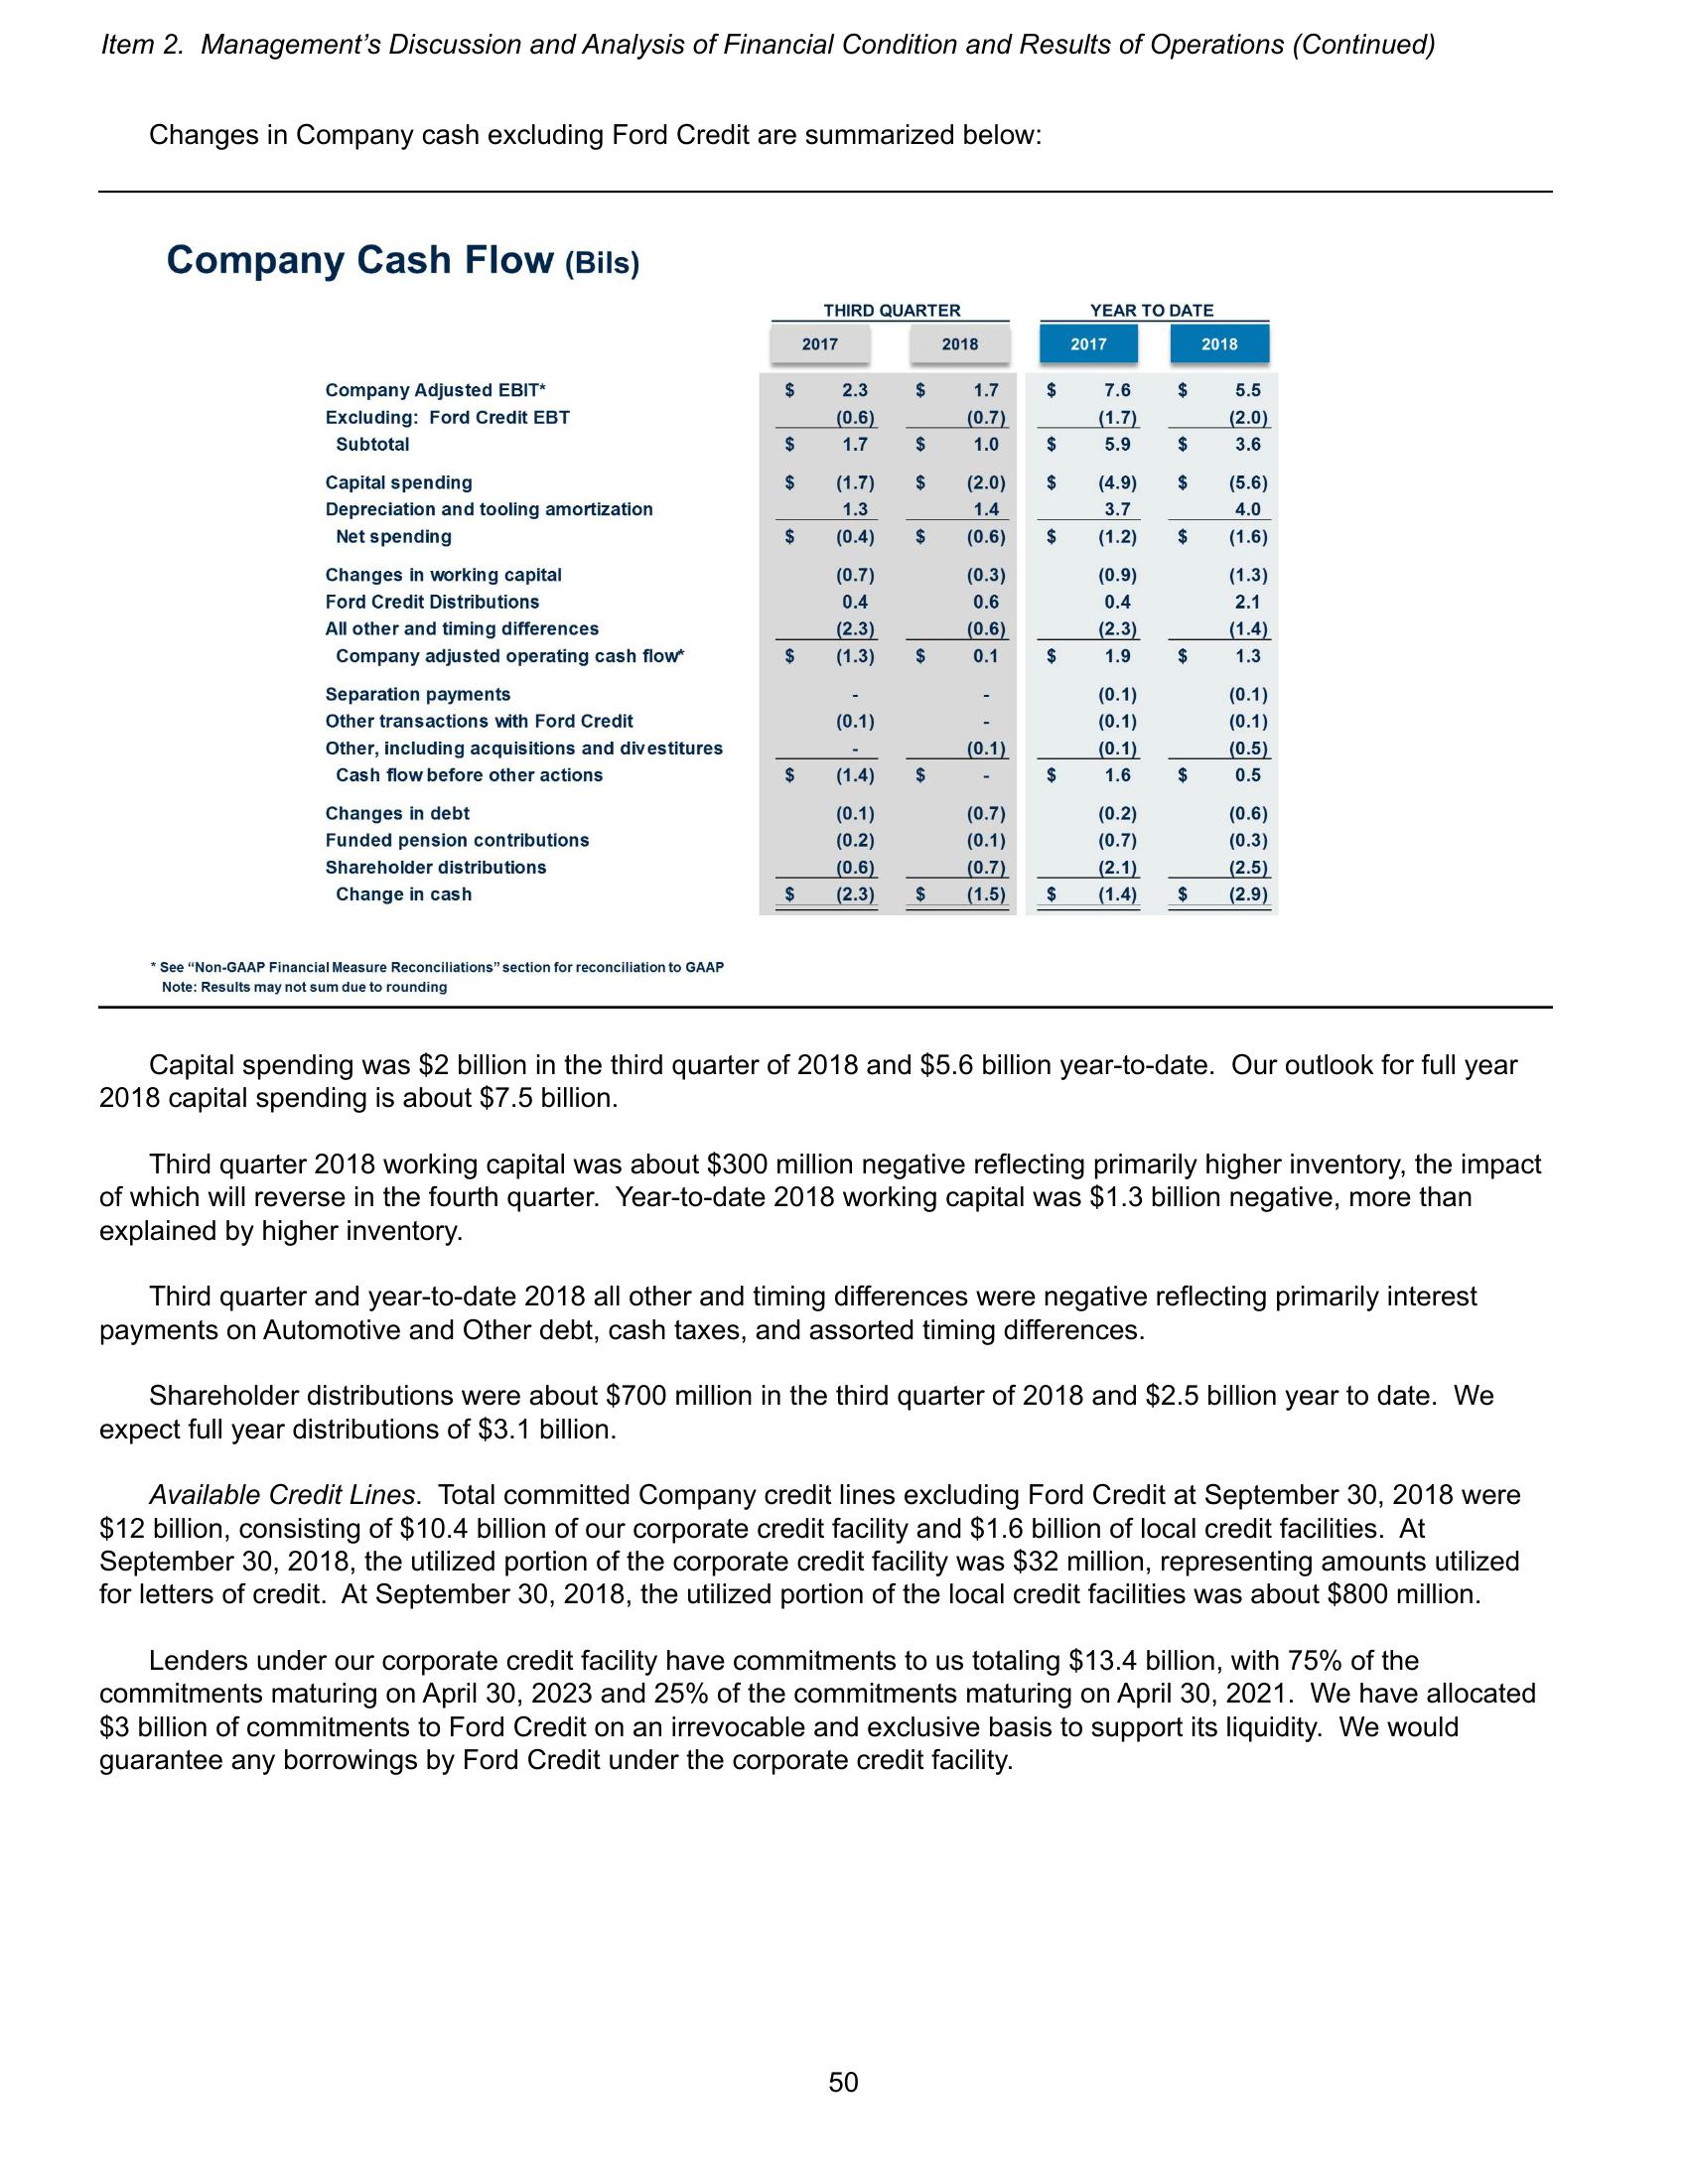 Item 2.  Management’s Discussion and Analysis of Financial Condition and Results of Operations (Continued)
Changes in Company cash excluding Ford Credit are summarized below:
Company Cash Flow (Bils)
THIRD QUARTER YEAR TO DATE
2017 2018 2017 2018
Company Adjusted EBIT* $ 2.3 $ 1.7 $ 7.6 $ 5.5
Excluding:  Ford Credit EBT (0.6) (0.7) (1.7) (2.0)
Subtotal $ 1.7 $ 1.0 $ 5.9 $ 3.6
Capital spending $ (1.7) $ (2.0) $ (4.9) $ (5.6)
Depreciation and tooling amortization 1.3 1.4 3.7 4.0
Net spending $ (0.4) $ (0.6) $ (1.2) $ (1.6)
Changes in working capital (0.7) (0.3) (0.9) (1.3)
Ford Credit Distributions 0.4 0.6 0.4 2.1
All other and timing differences (2.3) (0.6) (2.3) (1.4)
Company adjusted operating cash flow* $ (1.3) $ 0.1 $ 1.9 $ 1.3
Separation payments - - (0.1) (0.1)
Other transactions with Ford Credit (0.1) - (0.1) (0.1)
Other, including acquisitions and divestitures - (0.1) (0.1) (0.5)
Cash flow before other actions $ (1.4) $ - $ 1.6 $ 0.5
Changes in debt (0.1) (0.7) (0.2) (0.6)
Funded pension contributions (0.2) (0.1) (0.7) (0.3)
Shareholder distributions (0.6) (0.7) (2.1) (2.5)
Change in cash $ (2.3) $ (1.5) $ (1.4) $ (2.9)
* See “Non-GAAP Financial Measure Reconciliations” section for reconciliation to GAAP
Note: Results may not sum due to rounding
Capital spending was $2 billion in the third quarter of 2018 and $5.6 billion year-to-date.  Our outlook for full year
2018 capital spending is about $7.5 billion.
Third quarter 2018 working capital was about $300 million negative reflecting primarily higher inventory, the impact
of which will reverse in the fourth quarter.  Year-to-date 2018 working capital was $1.3 billion negative, more than
explained by higher inventory.
Third quarter and year-to-date 2018 all other and timing differences were negative reflecting primarily interest
payments on Automotive and Other debt, cash taxes, and assorted timing differences.
Shareholder distributions were about $700 million in the third quarter of 2018 and $2.5 billion year to date.  We
expect full year distributions of $3.1 billion.
Available Credit Lines.  Total committed Company credit lines excluding Ford Credit at September 30, 2018 were
$12 billion, consisting of $10.4 billion of our corporate credit facility and $1.6 billion of local credit facilities.  At
September 30, 2018, the utilized portion of the corporate credit facility was $32 million, representing amounts utilized
for letters of credit.  At September 30, 2018, the utilized portion of the local credit facilities was about $800 million.
Lenders under our corporate credit facility have commitments to us totaling $13.4 billion, with 75% of the
commitments maturing on April 30, 2023 and 25% of the commitments maturing on April 30, 2021.  We have allocated
$3 billion of commitments to Ford Credit on an irrevocable and exclusive basis to support its liquidity.  We would
guarantee any borrowings by Ford Credit under the corporate credit facility.
50